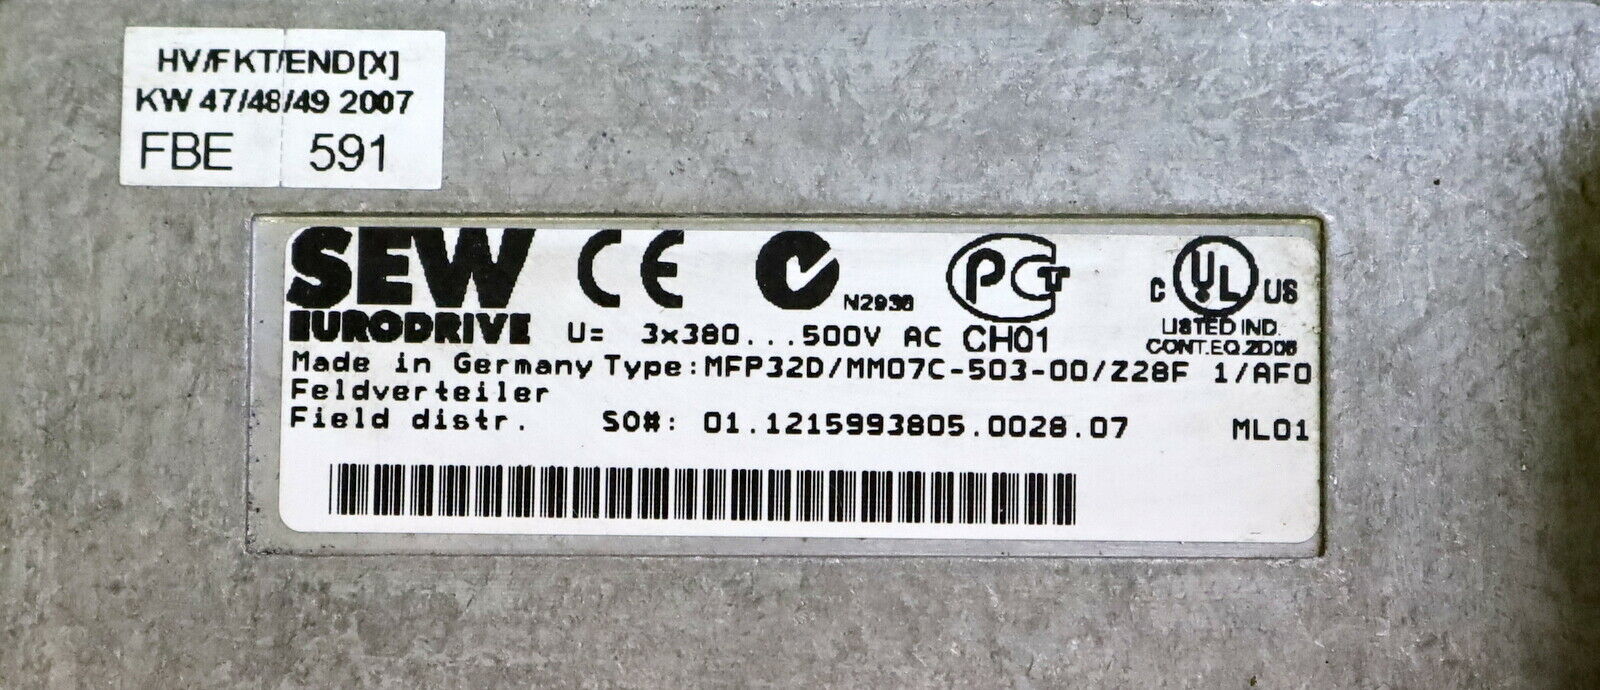 HV/FKT/END[X]
KW 47/48/49 2007
FBE 591
SEW
EURODRIVE
CE
N2936
PCT
C UL US
LISTED IND.
CONT.EQ.2D06
U= 3x380...500V AC CH01
Made in Germany Type:MFP32D/MM07C-503-00/Z28F 1/AF0
Feldverteiler
Field distr. SO#: 01.1215993805.0028.07 ML01